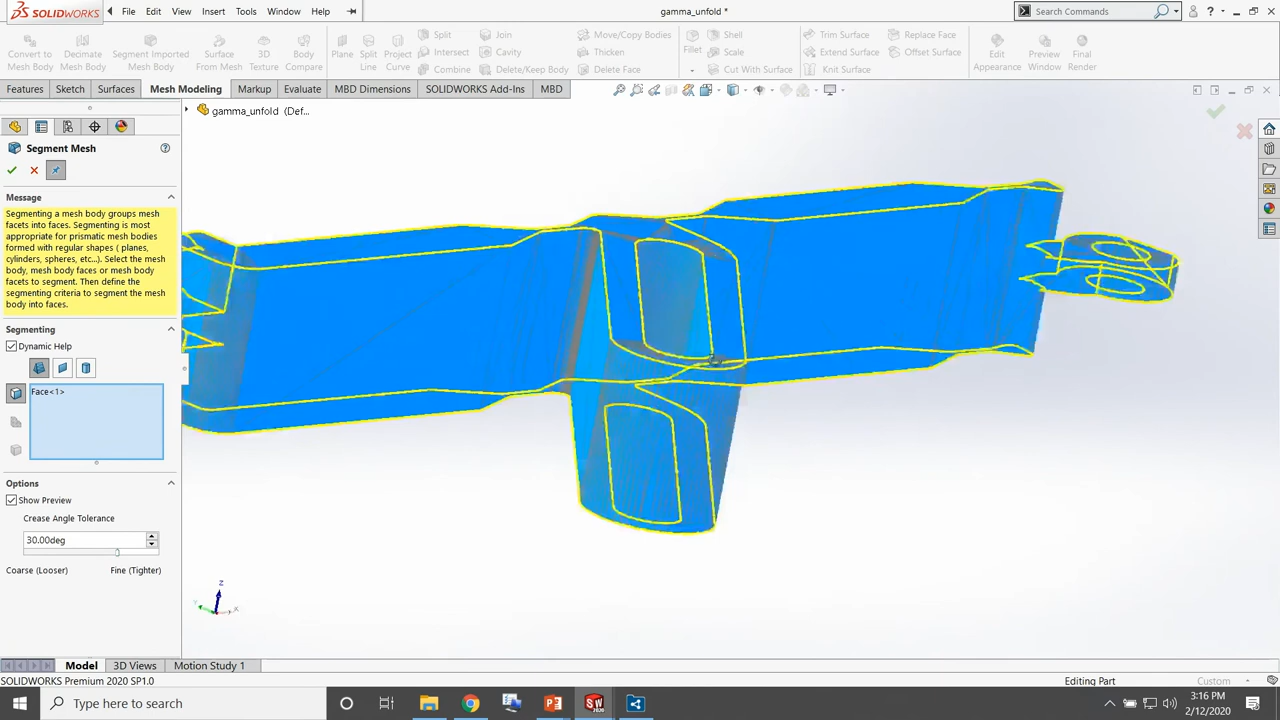 SOLIDWORKS File Edit View Insert Tools Window Help gamma_unfold * Search Commands ?
Convert to Mesh Body Decimate Mesh Body Segment Imported Mesh Body Surface From Mesh 3D Texture Body Compare Plane Split Line Project Curve Split Intersect Combine Join Cavity Delete/Keep Body Move/Copy Bodies Thicken Delete Face Fillet Shell Scale Cut With Surface Trim Surface Extend Surface Knit Surface Replace Face Offset Surface Edit Appearance Preview Window Final Render
Features Sketch Surfaces Mesh Modeling Markup Evaluate MBD Dimensions SOLIDWORKS Add-Ins MBD
gamma_unfold (Def...
Segment Mesh
Message
Segmenting a mesh body groups mesh
facets into faces. Segmenting is most
appropriate for prismatic mesh bodies
formed with regular shapes ( planes,
cylinders, spheres, etc...). Select the mesh
body, mesh body faces or mesh body
facets to segment. Then define the
segmenting criteria to segment the mesh
body into faces.
Segmenting
Dynamic Help
Face<1>
Options
Show Preview
Crease Angle Tolerance
30.00deg
Coarse (Looser) Fine (Tighter)
Z
Y X
Model 3D Views Motion Study 1
SOLIDWORKS Premium 2020 SP1.0 Editing Part Custom
Type here to search 3:16 PM
2/12/2020